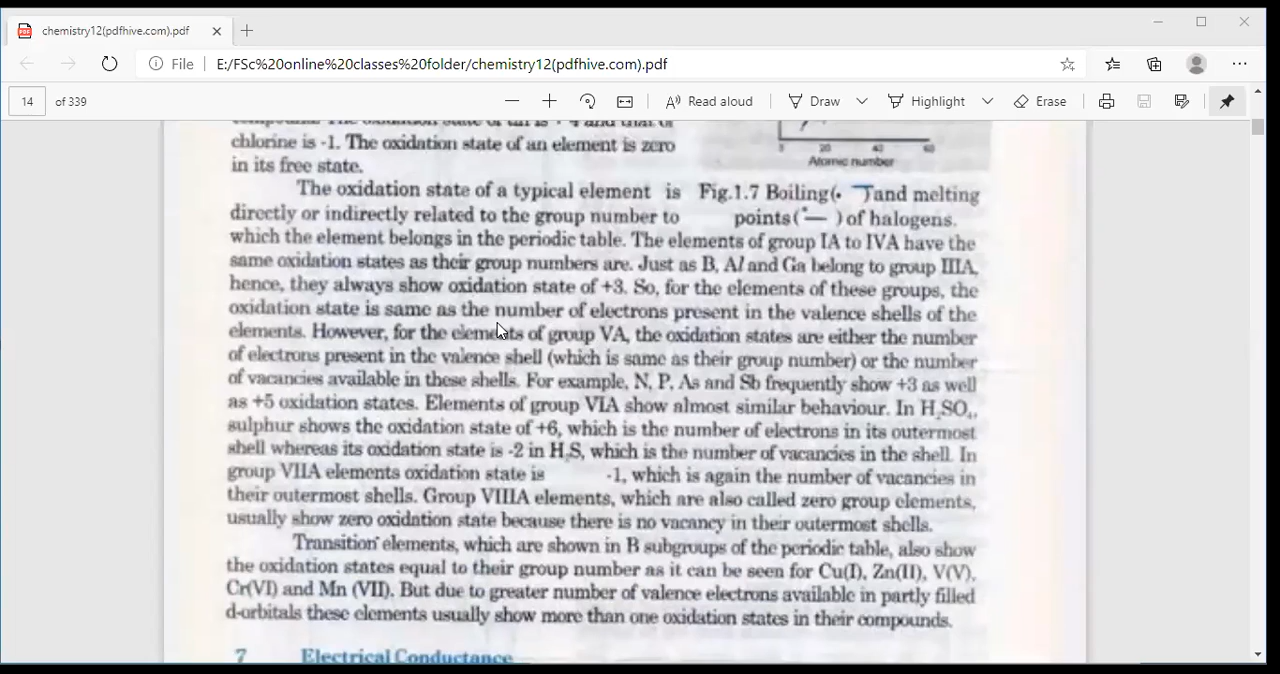 chemistry12(pdfhive.com).pdf
File E:/FSc%20online%20classes%20folder/chemistry12(pdfhive.com).pdf
14 of 339 Read aloud Draw Highlight Erase
chlorine is -1. The oxidation state of an element is zero
in its free state.
20 40 60
Atomic number
The oxidation state of a typical element is
directly or indirectly related to the group number to
Fig.1.7 Boiling( )and melting
points( ) of halogens.
which the element belongs in the periodic table. The elements of group IA to IVA have the
same oxidation states as their group numbers are. Just as B, Al and Ga belong to group IIIA,
hence, they always show oxidation state of +3. So, for the elements of these groups, the
oxidation state is same as the number of electrons present in the valence shells of the
elements. However, for the elements of group VA, the oxidation states are either the number
of electrons present in the valence shell (which is same as their group number) or the number
of vacancies available in these shells. For example, N, P, As and Sb frequently show +3 as well
as +5 oxidation states. Elements of group VIA show almost similar behaviour. In H₂SO₄,
sulphur shows the oxidation state of +6, which is the number of electrons in its outermost
shell whereas its oxidation state is -2 in H₂S, which is the number of vacancies in the shell. In
group VIIA elements oxidation state is -1, which is again the number of vacancies in
their outermost shells. Group VIIIA elements, which are also called zero group elements,
usually show zero oxidation state because there is no vacancy in their outermost shells.
Transition elements, which are shown in B subgroups of the periodic table, also show
the oxidation states equal to their group number as it can be seen for Cu(I), Zn(II), V(V),
Cr(VI) and Mn (VII). But due to greater number of valence electrons available in partly filled
d-orbitals these elements usually show more than one oxidation states in their compounds.
7 Electrical Conductance